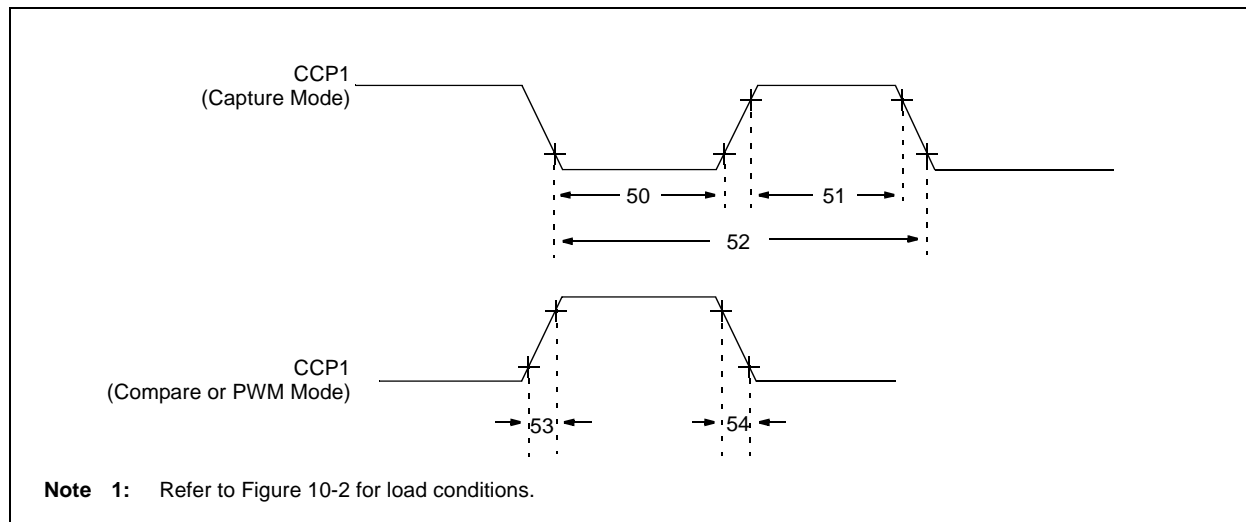 CCP1
(Capture Mode)
50
51
52
CCP1
(Compare or PWM Mode)
53
54
Note 1: Refer to Figure 10-2 for load conditions.